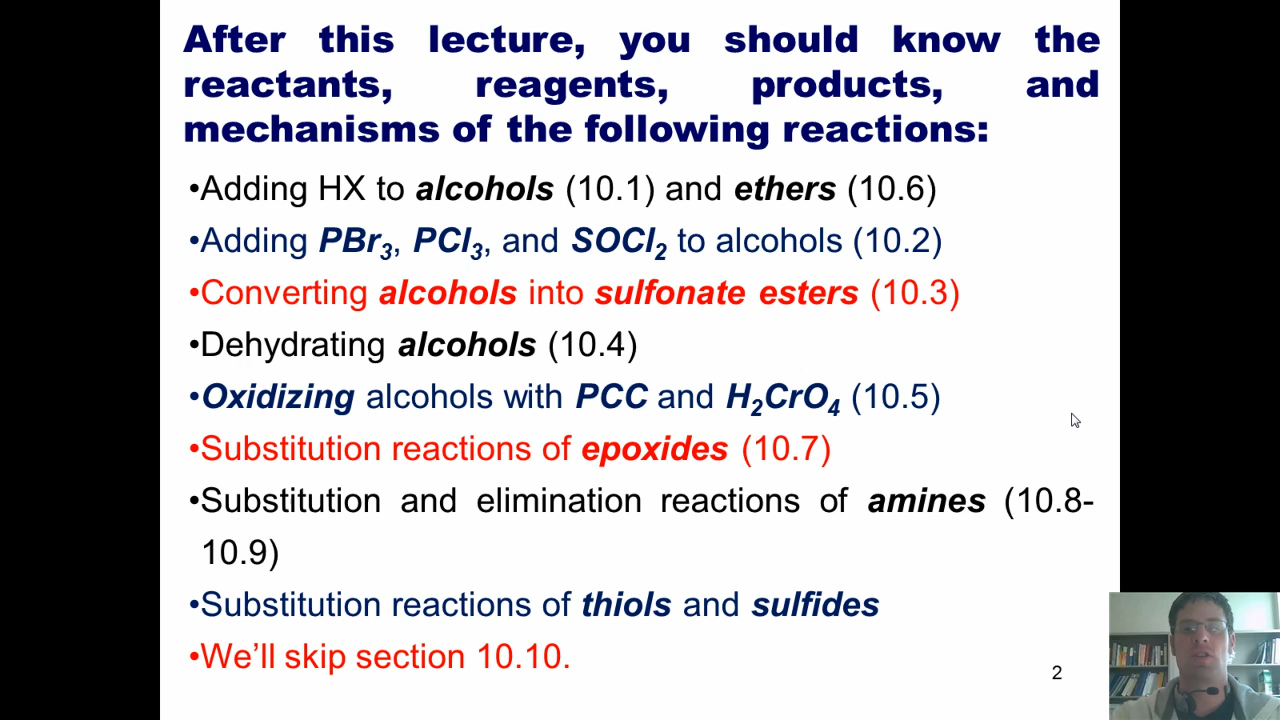 After this lecture, you should know the
reactants, reagents, products, and
mechanisms of the following reactions:
•Adding HX to alcohols (10.1) and ethers (10.6)
•Adding PBr₃, PCl₃, and SOCl₂ to alcohols (10.2)
•Converting alcohols into sulfonate esters (10.3)
•Dehydrating alcohols (10.4)
•Oxidizing alcohols with PCC and H₂CrO₄ (10.5)
•Substitution reactions of epoxides (10.7)
•Substitution and elimination reactions of amines (10.8-
10.9)
•Substitution reactions of thiols and sulfides
•We’ll skip section 10.10.
2